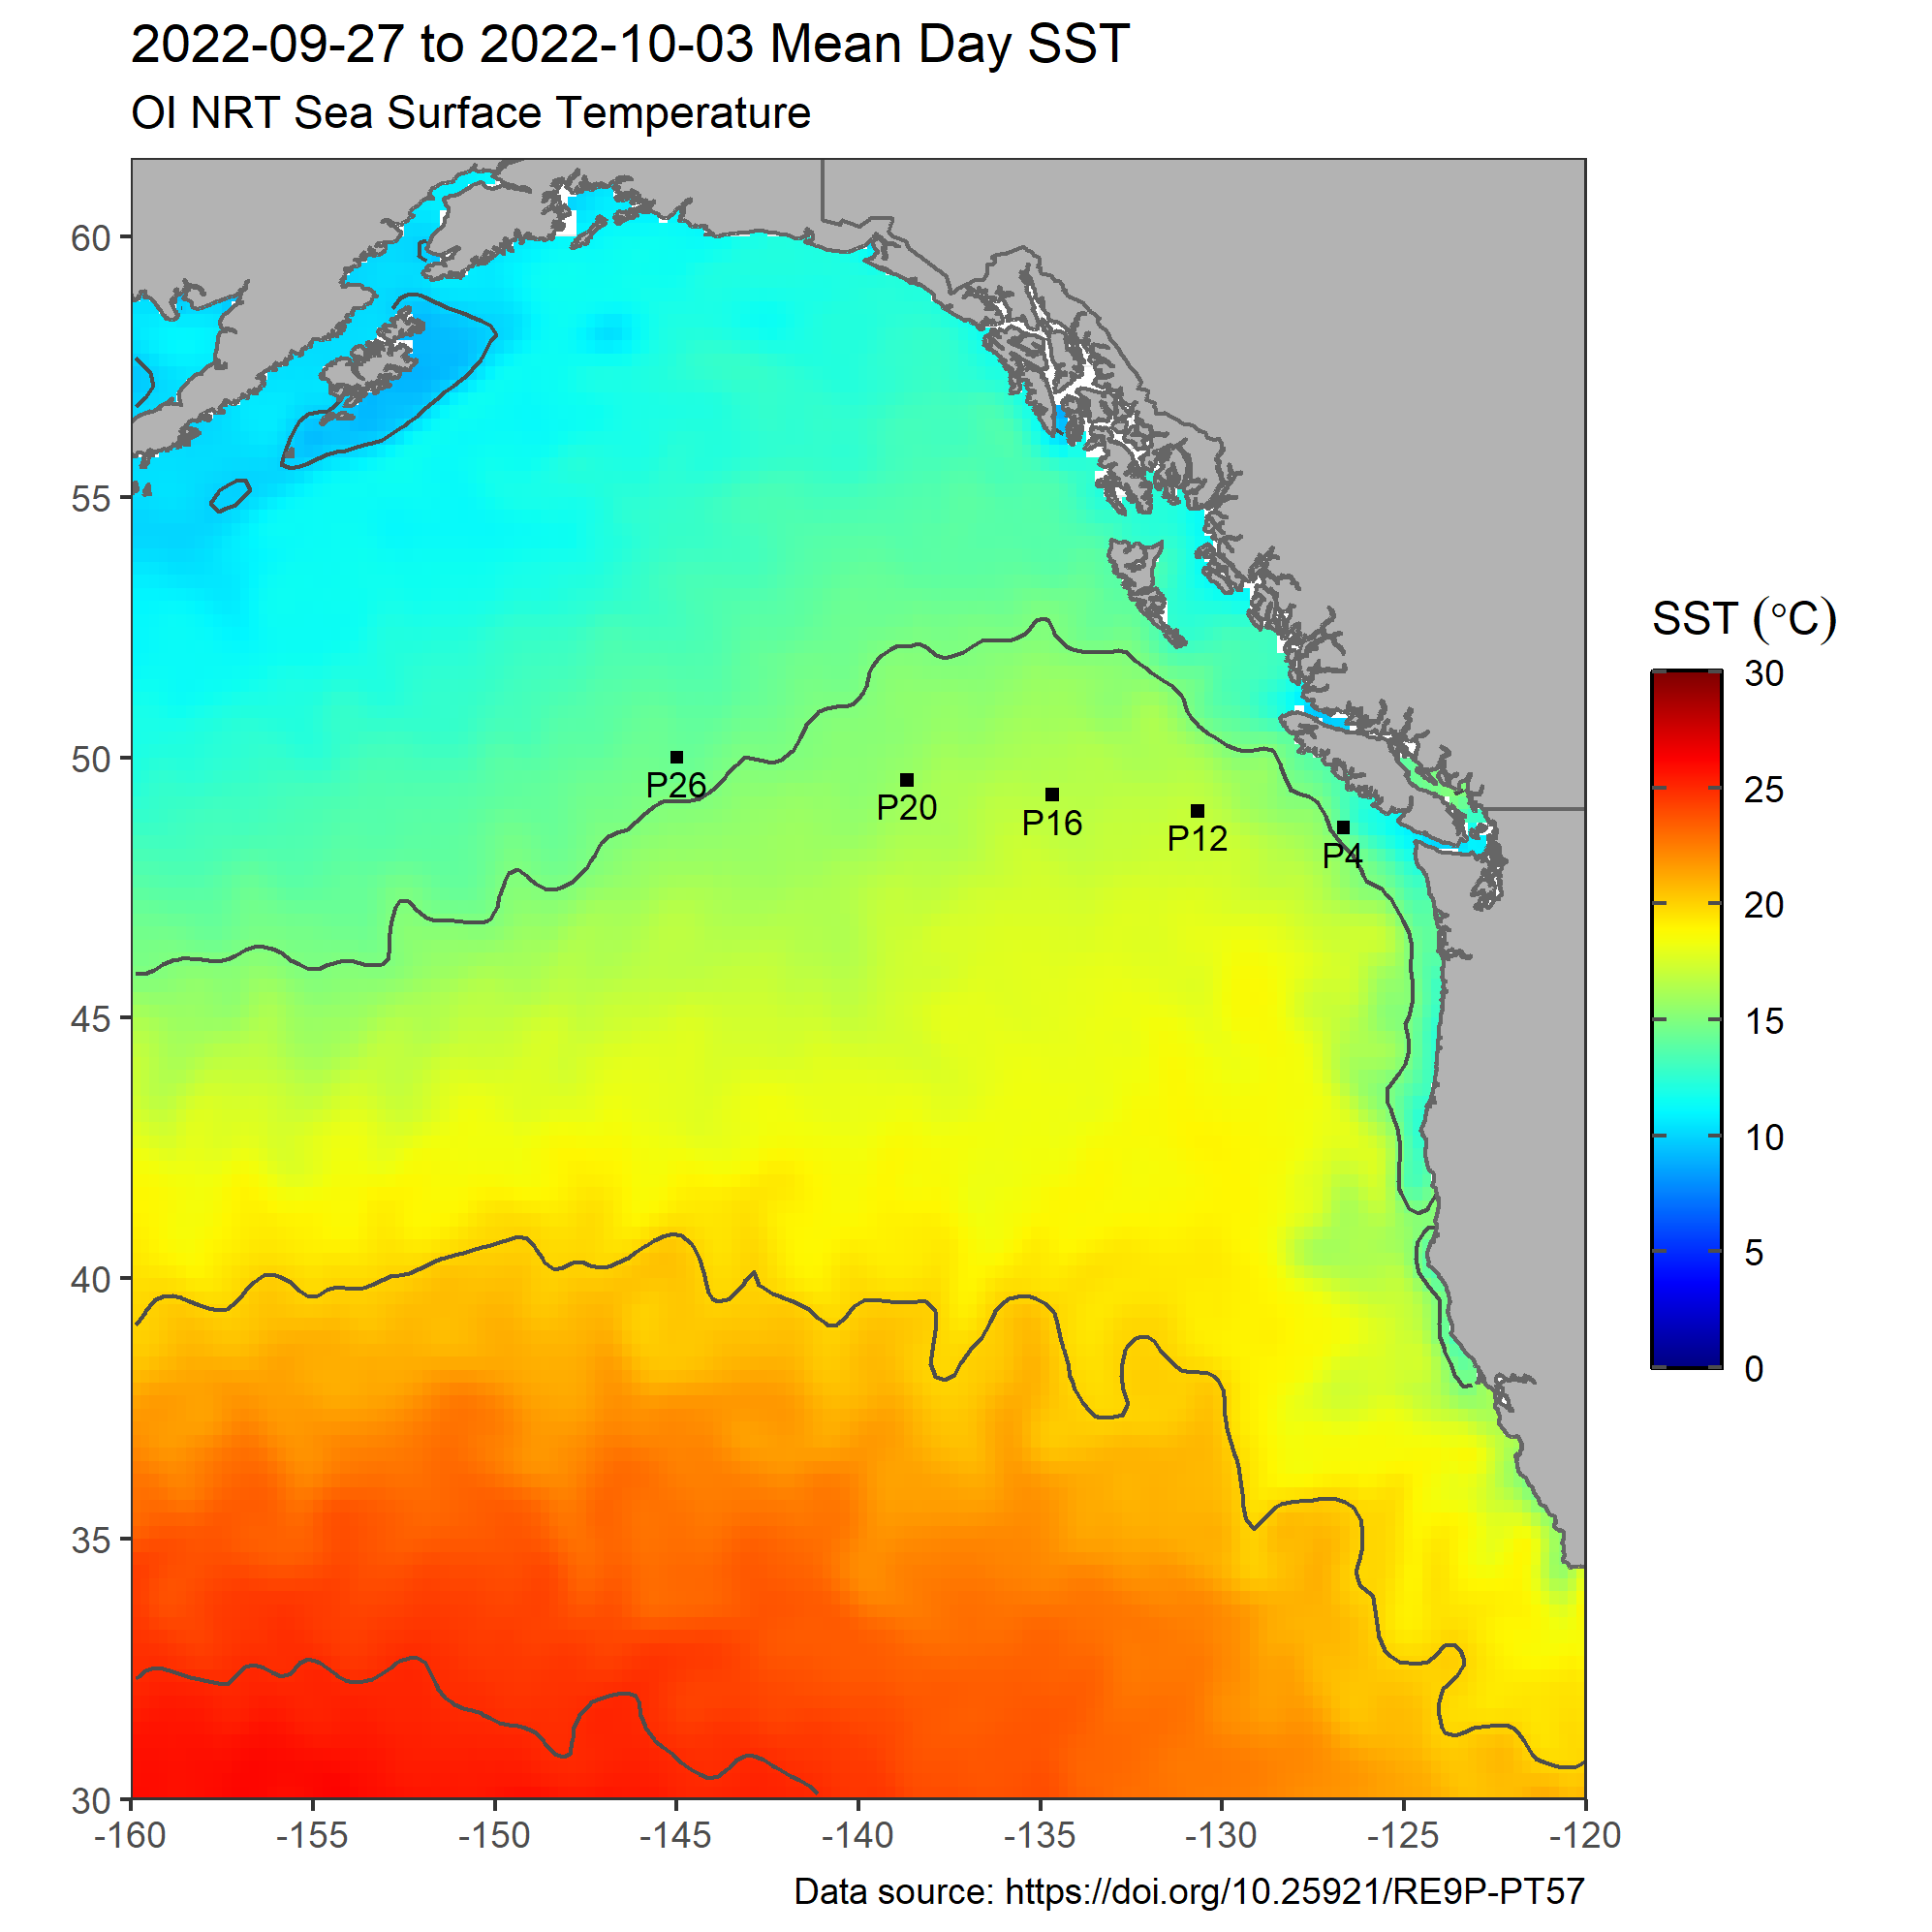 2022-09-27 to 2022-10-03 Mean Day SST
OI NRT Sea Surface Temperature
60
55
50
45
40
35
30
P26
P20
P16
P12
P4
-160
-155
-150
-145
-140
-135
-130
-125
-120
SST (°C)
30
25
20
15
10
5
0
Data source: https://doi.org/10.25921/RE9P-PT57